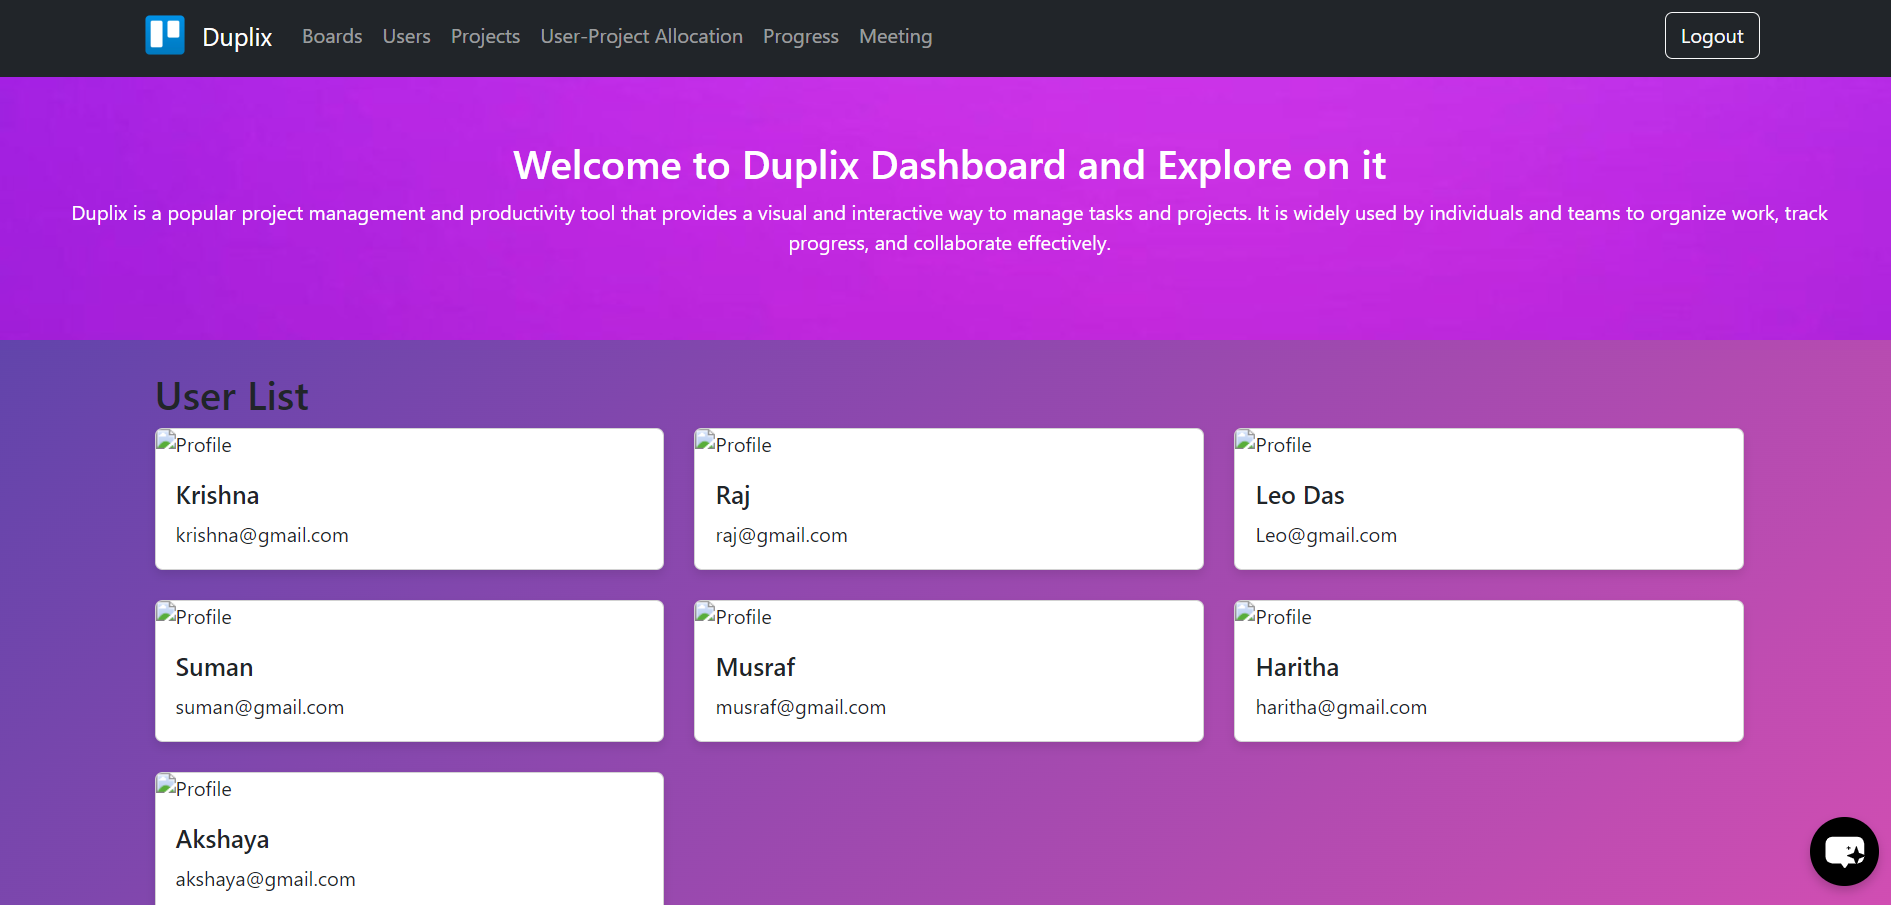 Duplix Boards Users Projects User-Project Allocation Progress Meeting Logout
Welcome to Duplix Dashboard and Explore on it
Duplix is a popular project management and productivity tool that provides a visual and interactive way to manage tasks and projects. It is widely used by individuals and teams to organize work, track
progress, and collaborate effectively.
User List
Profile
Krishna
krishna@gmail.com
Profile
Raj
raj@gmail.com
Profile
Leo Das
Leo@gmail.com
Profile
Suman
suman@gmail.com
Profile
Musraf
musraf@gmail.com
Profile
Haritha
haritha@gmail.com
Profile
Akshaya
akshaya@gmail.com